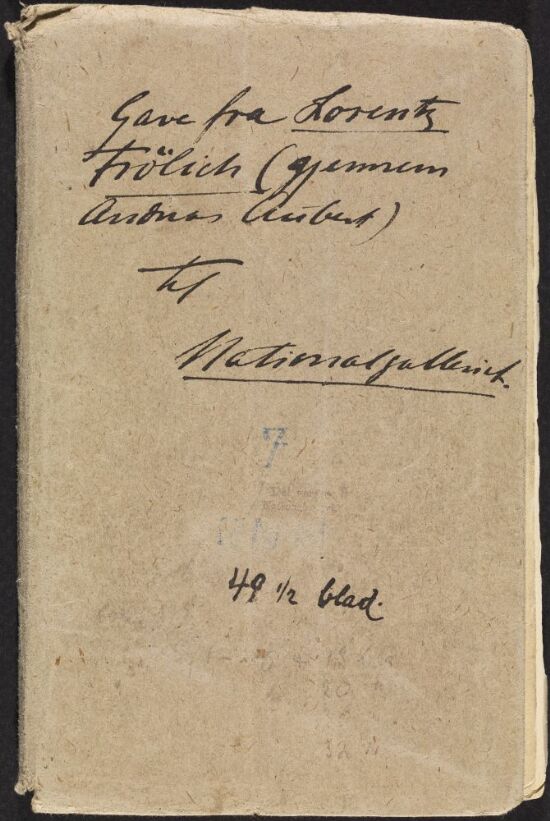 Gave fra Lorentz
Frölich (gjennem
Andreas Aubert)
til
Nationalgalleriet.
7
49 1/2 blad.